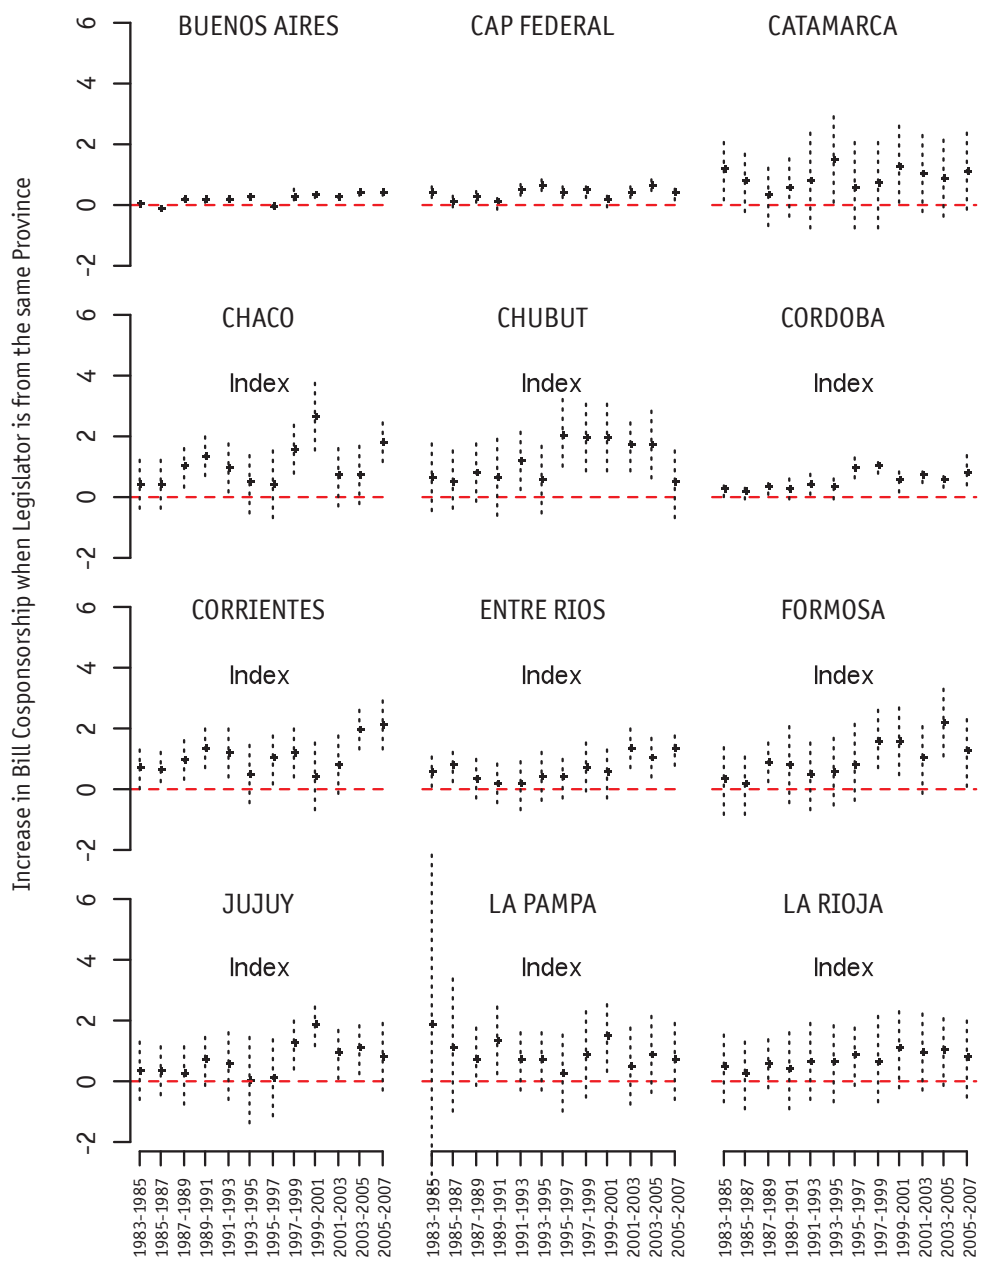 Increase in Bill Cosponsorship when Legislator is from the same Province
BUENOS AIRES
CAP FEDERAL
CATAMARCA
6
4
2
0
-2
CHACO
CHUBUT
CORDOBA
Index
Index
Index
6
4
2
0
-2
CORRIENTES
ENTRE RIOS
FORMOSA
Index
Index
Index
6
4
2
0
-2
JUJUY
LA PAMPA
LA RIOJA
Index
Index
Index
6
4
2
0
-2
1983-1985
1985-1987
1987-1989
1989-1991
1991-1993
1993-1995
1995-1997
1997-1999
1999-2001
2001-2003
2003-2005
2005-2007
1983-1985
1985-1987
1987-1989
1989-1991
1991-1993
1993-1995
1995-1997
1997-1999
1999-2001
2001-2003
2003-2005
2005-2007
1983-1985
1985-1987
1987-1989
1989-1991
1991-1993
1993-1995
1995-1997
1997-1999
1999-2001
2001-2003
2003-2005
2005-2007